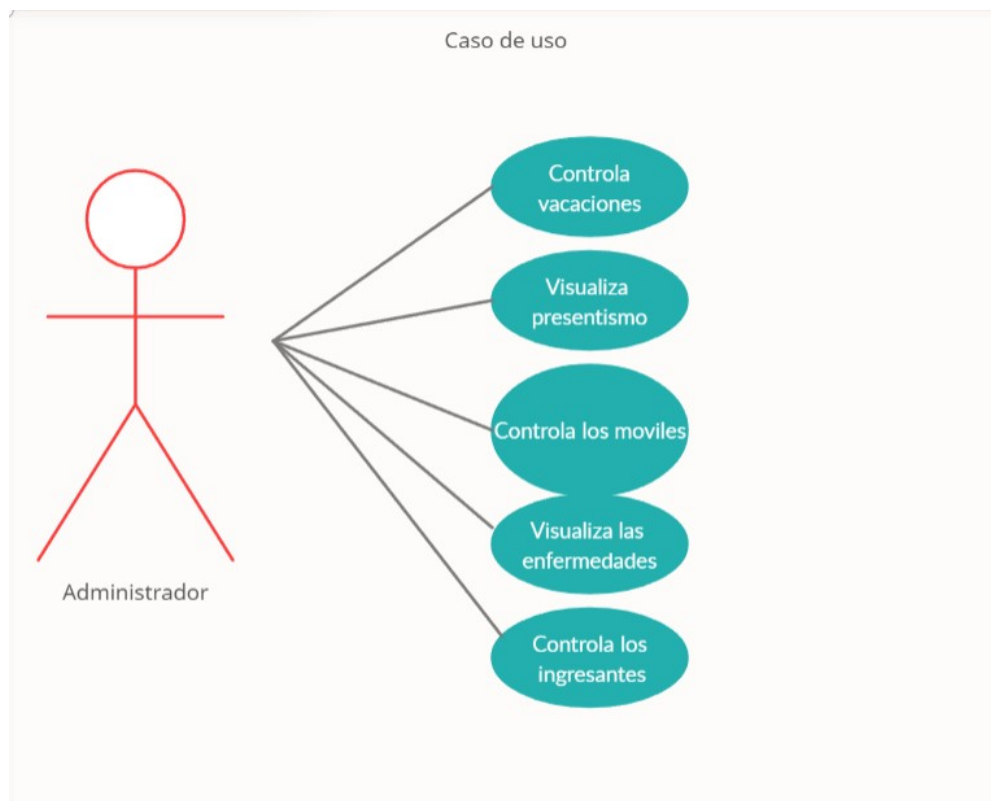 Caso de uso
Controla
vacaciones
Visualiza
presentismo
Controla los moviles
Visualiza las
enfermedades
Administrador
Controla los
ingresantes